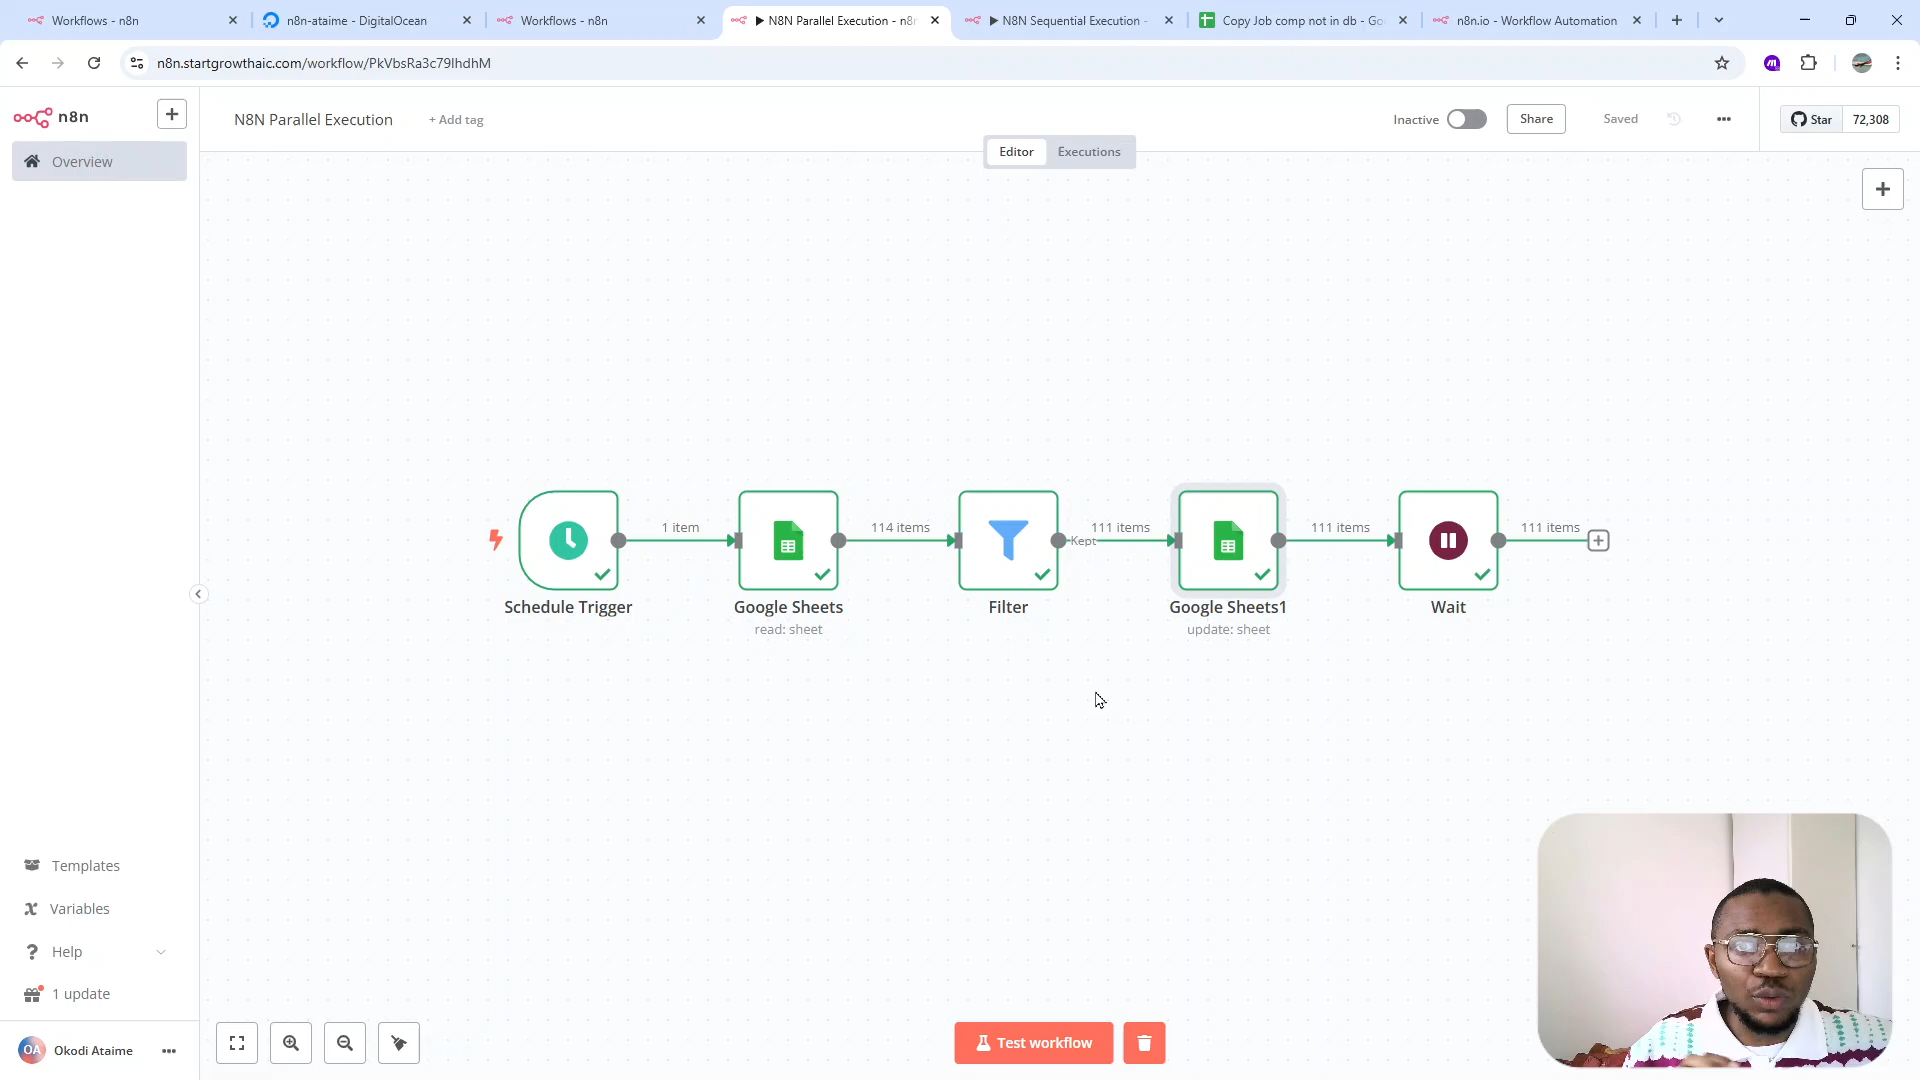 Workflows - n8n
n8n-ataime - DigitalOcean
Workflows - n8n
▶ N8N Parallel Execution - n8n
▶ N8N Sequential Execution -
Copy Job comp not in db - Go
n8n.io - Workflow Automation
n8n.startgrowthaic.com/workflow/PkVbsRa3c79lhdhM
n8n
N8N Parallel Execution
+ Add tag
Inactive
Share
Saved
Star
72,308
Overview
Editor
Executions
1 item
114 items
111 items
Kept
111 items
111 items
Schedule Trigger
Google Sheets
read: sheet
Filter
Google Sheets1
update: sheet
Wait
Templates
Variables
Help
1 update
OA
Okodi Ataime
Test workflow